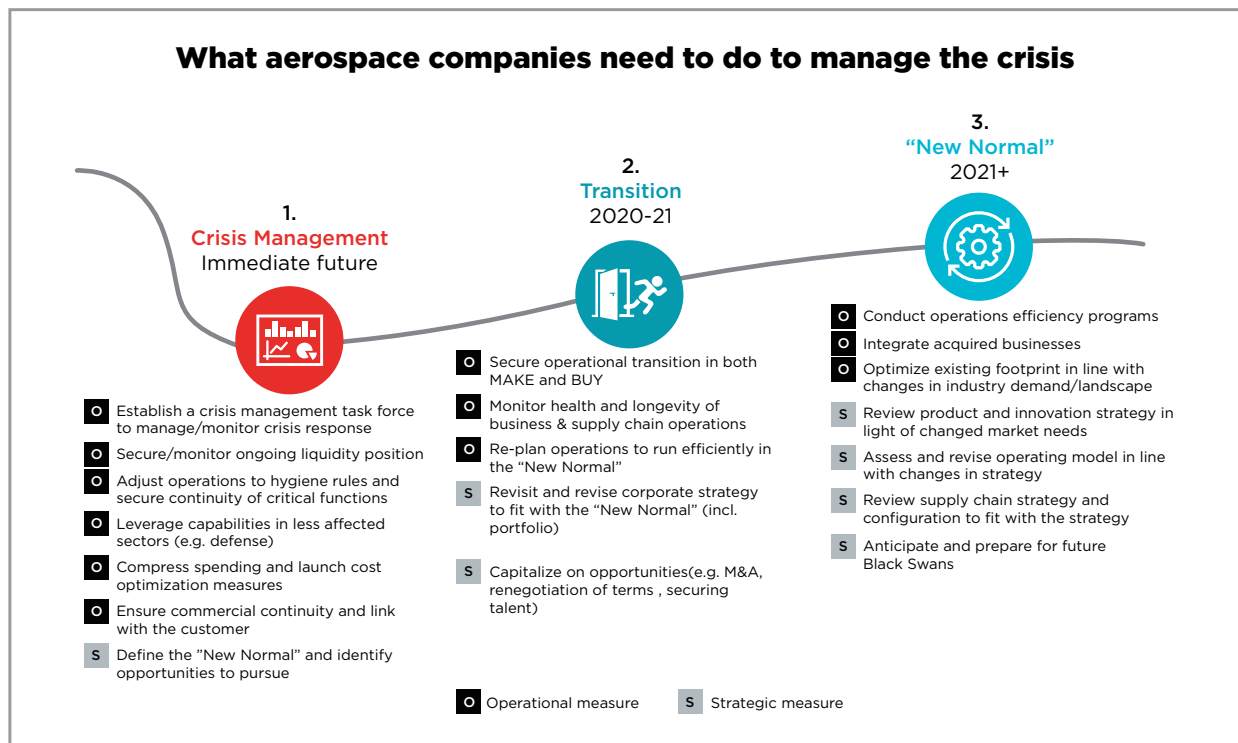 What aerospace companies need to do to manage the crisis
1.
Crisis Management
Immediate future
O Establish a crisis management task force
to manage/monitor crisis response
O Secure/monitor ongoing liquidity position
O Adjust operations to hygiene rules and
secure continuity of critical functions
O Leverage capabilities in less affected
sectors (e.g. defense)
O Compress spending and launch cost
optimization measures
O Ensure commercial continuity and link
with the customer
S Define the ”New Normal” and identify
opportunities to pursue
2.
Transition
2020-21
O Secure operational transition in both
MAKE and BUY
O Monitor health and longevity of
business & supply chain operations
O Re-plan operations to run efficiently in
the “New Normal”
S Revisit and revise corporate strategy
to fit with the “New Normal” (incl.
portfolio)
S Capitalize on opportunities(e.g. M&A,
renegotiation of terms , securing
talent)
3.
“New Normal”
2021+
O Conduct operations efficiency programs
O Integrate acquired businesses
O Optimize existing footprint in line with
changes in industry demand/landscape
S Review product and innovation strategy in
light of changed market needs
S Assess and revise operating model in line
with changes in strategy
S Review supply chain strategy and
configuration to fit with the strategy
S Anticipate and prepare for future
Black Swans
O Operational measure
S Strategic measure